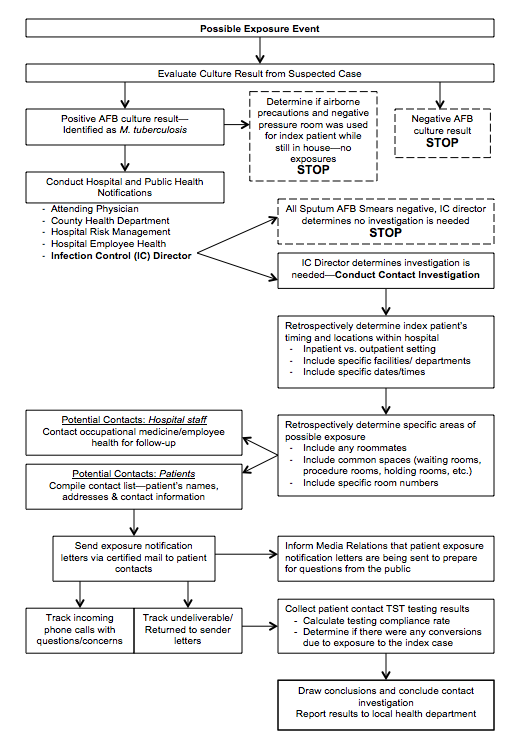 Possible Exposure Event
Evaluate Culture Result from Suspected Case
Positive AFB culture result—
Identified as M. tuberculosis
Determine if airborne
precautions and negative
pressure room was used
for index patient while
still in house—no
exposures
STOP
Negative AFB
culture result
STOP
Conduct Hospital and Public Health
Notifications
- Attending Physician
- County Health Department
- Hospital Risk Management
- Hospital Employee Health
- Infection Control (IC) Director
All Sputum AFB Smears negative, IC director
determines no investigation is needed
STOP
IC Director determines investigation is
needed—Conduct Contact Investigation
Retrospectively determine index patient's
timing and locations within hospital
- Inpatient vs. outpatient setting
- Include specific facilities/ departments
- Include specific dates/times
Retrospectively determine specific areas of
possible exposure
- Include any roommates
- Include common spaces (waiting rooms,
procedure rooms, holding rooms, etc.)
- Include specific room numbers
Potential Contacts: Hospital staff
Contact occupational medicine/employee
health for follow-up
Potential Contacts: Patients
Compile contact list—patient's names,
addresses & contact information
Send exposure notification
letters via certified mail to patient
contacts
Inform Media Relations that patient exposure
notification letters are being sent to prepare
for questions from the public
Track incoming
phone calls with
questions/concerns
Track undeliverable/
Returned to sender
letters
Collect patient contact TST testing results
- Calculate testing compliance rate
- Determine if there were any conversions
due to exposure to the index case
Draw conclusions and conclude contact
investigation
Report results to local health department